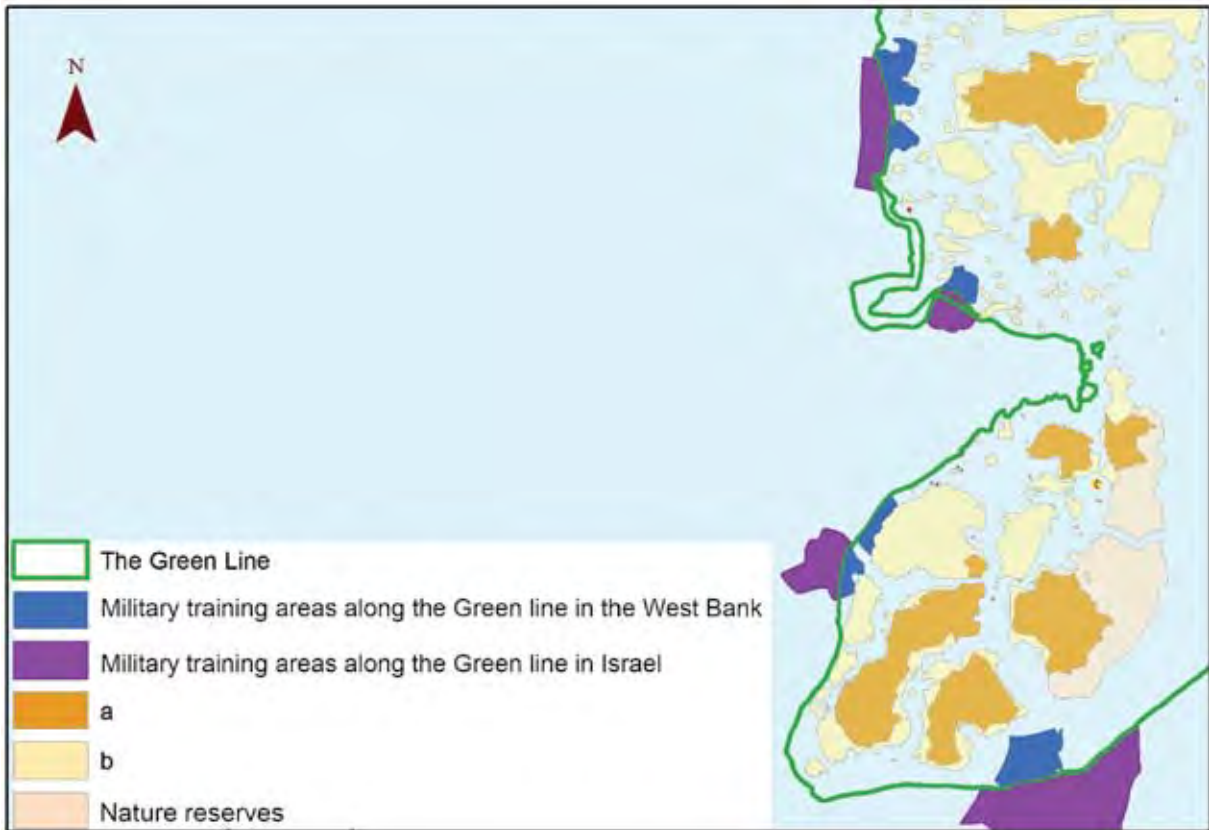 N
The Green Line
Military training areas along the Green line in the West Bank
Military training areas along the Green line in Israel
a
b
Nature reserves